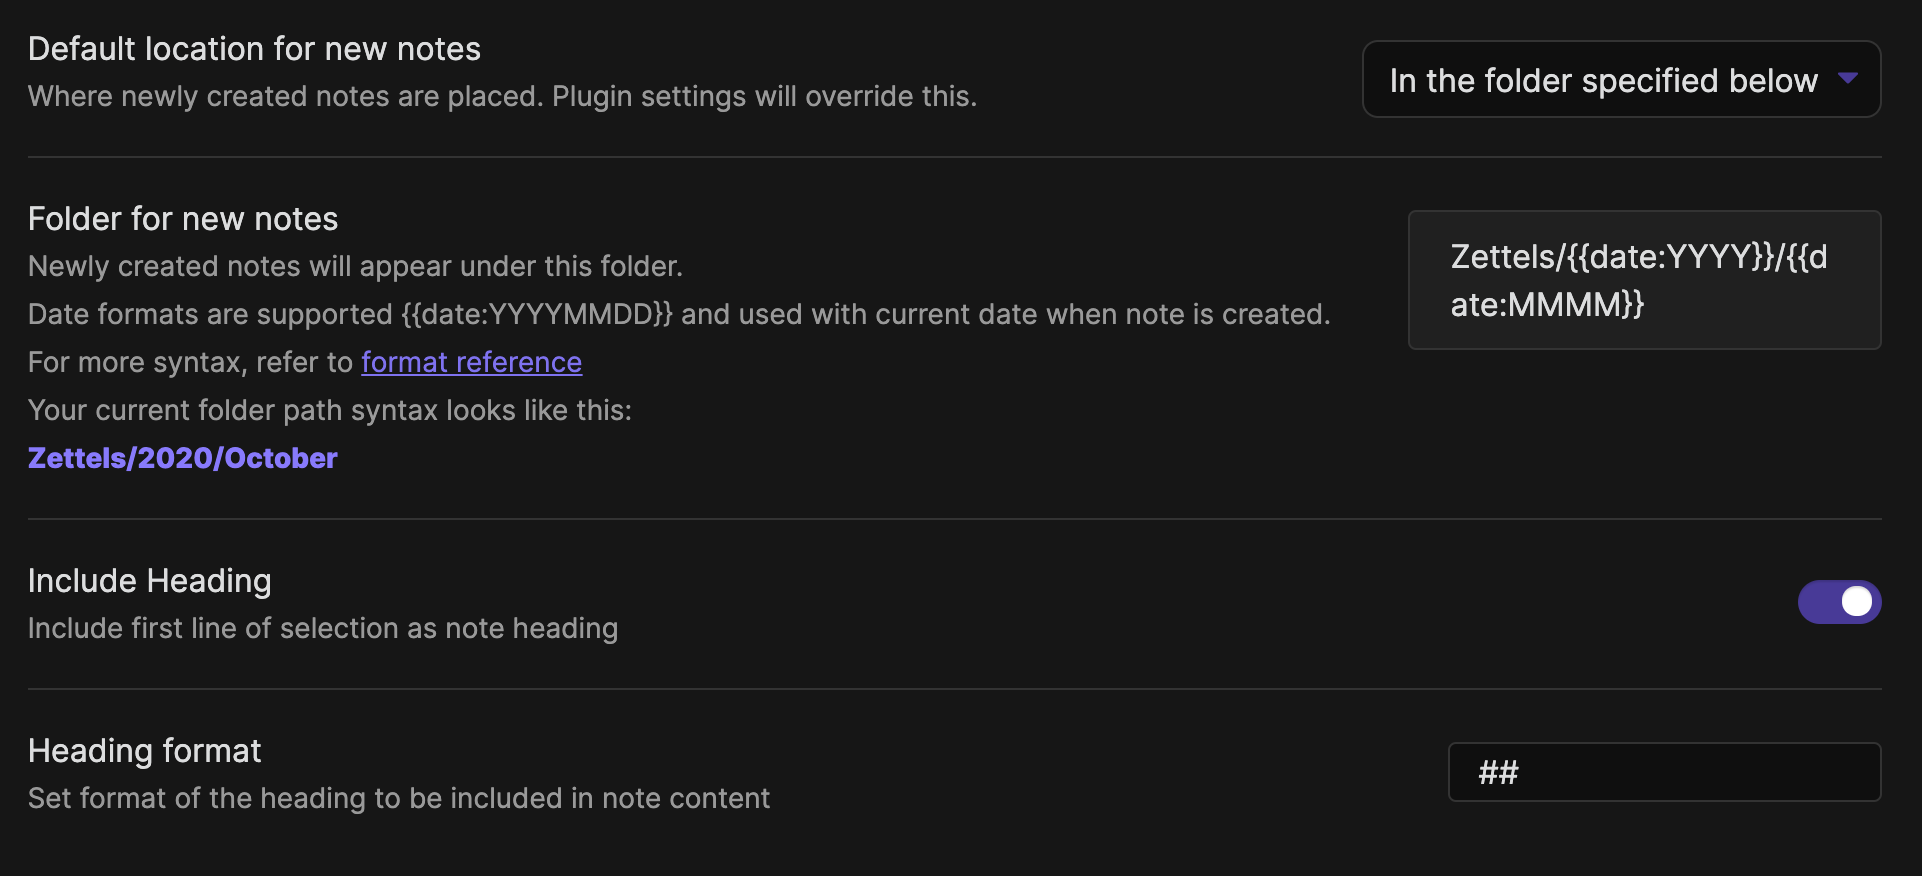 Default location for new notes
Where newly created notes are placed. Plugin settings will override this.
In the folder specified below
Folder for new notes
Newly created notes will appear under this folder.
Date formats are supported {{date:YYYYMMDD}} and used with current date when note is created.
For more syntax, refer to format reference
Your current folder path syntax looks like this:
Zettels/2020/October
Zettels/{{date:YYYY}}/{{d
ate:MMMM}}
Include Heading
Include first line of selection as note heading
Heading format
Set format of the heading to be included in note content
##